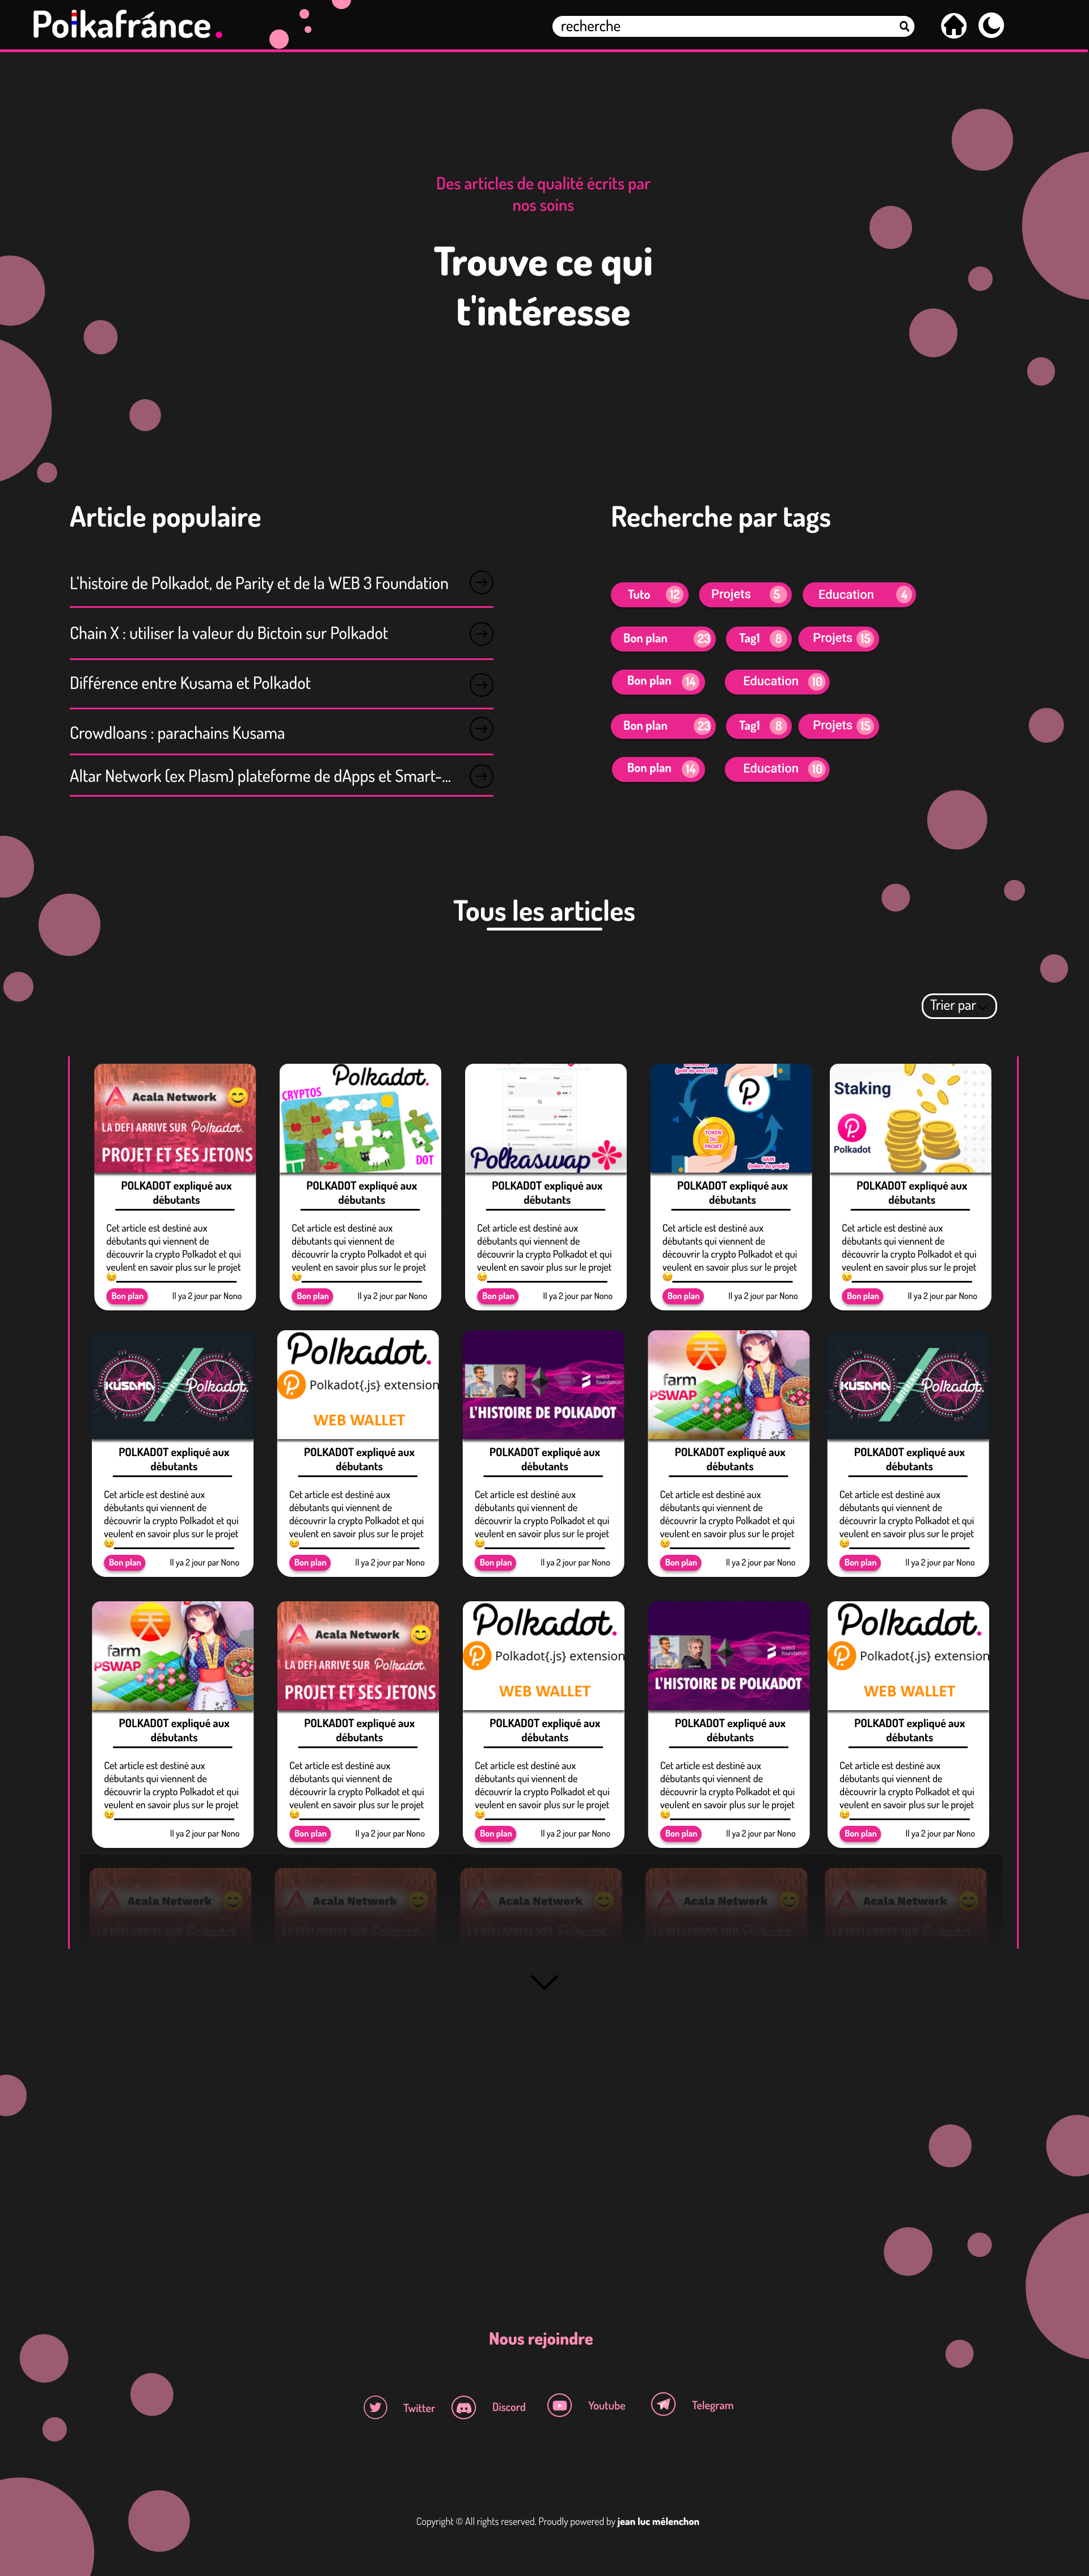 Polkafránce.
recherche
Des articles de qualité écrits par
nos soins
Trouve ce qui
t'intéresse
Article populaire
L'histoire de Polkadot, de Parity et de la WEB 3 Foundation
Chain X : utiliser la valeur du Bictoin sur Polkadot
Différence entre Kusama et Polkadot
Crowdloans : parachains Kusama
Altar Network (ex Plasm) plateforme de dApps et Smart-...
Recherche par tags
Tuto 12 Projets 5 Education 4
Bon plan 23 Tag1 8 Projets 15
Bon plan 14 Education 10
Bon plan 23 Tag1 8 Projets 15
Bon plan 14 Education 10
Tous les articles
Trier par
Acala Network
LA DEFI ARRIVE SUR Polkadot.
PROJET ET SES JETONS
POLKADOT expliqué aux
débutants
Cet article est destiné aux
débutants qui viennent de
découvrir la crypto Polkadot et qui
veulent en savoir plus sur le projet
😉
Bon plan Il ya 2 jour par Nono
Polkadot.
CRYPTOS
DOT
POLKADOT expliqué aux
débutants
Cet article est destiné aux
débutants qui viennent de
découvrir la crypto Polkadot et qui
veulent en savoir plus sur le projet
😉
Bon plan Il ya 2 jour par Nono
Polkaswap
POLKADOT expliqué aux
débutants
Cet article est destiné aux
débutants qui viennent de
découvrir la crypto Polkadot et qui
veulent en savoir plus sur le projet
😉
Bon plan Il ya 2 jour par Nono
(prêt de vos DOT)
TOKEN
DU
PROJET
GAIN
(token du projet)
POLKADOT expliqué aux
débutants
Cet article est destiné aux
débutants qui viennent de
découvrir la crypto Polkadot et qui
veulent en savoir plus sur le projet
😉
Bon plan Il ya 2 jour par Nono
Staking
Polkadot
POLKADOT expliqué aux
débutants
Cet article est destiné aux
débutants qui viennent de
découvrir la crypto Polkadot et qui
veulent en savoir plus sur le projet
😉
Bon plan Il ya 2 jour par Nono
KUSAMA
DIFFERENCE
Polkadot.
POLKADOT expliqué aux
débutants
Cet article est destiné aux
débutants qui viennent de
découvrir la crypto Polkadot et qui
veulent en savoir plus sur le projet
😉
Bon plan Il ya 2 jour par Nono
Polkadot.
Polkadot{.js} extension
WEB WALLET
POLKADOT expliqué aux
débutants
Cet article est destiné aux
débutants qui viennent de
découvrir la crypto Polkadot et qui
veulent en savoir plus sur le projet
😉
Bon plan Il ya 2 jour par Nono
web3
foundation
L'HISTOIRE DE POLKADOT
POLKADOT expliqué aux
débutants
Cet article est destiné aux
débutants qui viennent de
découvrir la crypto Polkadot et qui
veulent en savoir plus sur le projet
😉
Bon plan Il ya 2 jour par Nono
farm
PSWAP
POLKADOT expliqué aux
débutants
Cet article est destiné aux
débutants qui viennent de
découvrir la crypto Polkadot et qui
veulent en savoir plus sur le projet
😉
Bon plan Il ya 2 jour par Nono
KUSAMA
DIFFERENCE
Polkadot.
POLKADOT expliqué aux
débutants
Cet article est destiné aux
débutants qui viennent de
découvrir la crypto Polkadot et qui
veulent en savoir plus sur le projet
😉
Bon plan Il ya 2 jour par Nono
farm
PSWAP
POLKADOT expliqué aux
débutants
Cet article est destiné aux
débutants qui viennent de
découvrir la crypto Polkadot et qui
veulent en savoir plus sur le projet
😉
Il ya 2 jour par Nono
Acala Network
LA DEFI ARRIVE SUR Polkadot.
PROJET ET SES JETONS
POLKADOT expliqué aux
débutants
Cet article est destiné aux
débutants qui viennent de
découvrir la crypto Polkadot et qui
veulent en savoir plus sur le projet
😉
Bon plan Il ya 2 jour par Nono
Polkadot.
Polkadot{.js} extension
WEB WALLET
POLKADOT expliqué aux
débutants
Cet article est destiné aux
débutants qui viennent de
découvrir la crypto Polkadot et qui
veulent en savoir plus sur le projet
😉
Bon plan Il ya 2 jour par Nono
web3
foundation
L'HISTOIRE DE POLKADOT
POLKADOT expliqué aux
débutants
Cet article est destiné aux
débutants qui viennent de
découvrir la crypto Polkadot et qui
veulent en savoir plus sur le projet
😉
Bon plan Il ya 2 jour par Nono
Polkadot.
Polkadot{.js} extension
WEB WALLET
POLKADOT expliqué aux
débutants
Cet article est destiné aux
débutants qui viennent de
découvrir la crypto Polkadot et qui
veulent en savoir plus sur le projet
😉
Bon plan Il ya 2 jour par Nono
Acala Network
LA DEFI ARRIVE SUR Polkadot.
Acala Network
LA DEFI ARRIVE SUR Polkadot.
Acala Network
LA DEFI ARRIVE SUR Polkadot.
Acala Network
LA DEFI ARRIVE SUR Polkadot.
Acala Network
LA DEFI ARRIVE SUR Polkadot.
Nous rejoindre
Twitter Discord Youtube Telegram
Copyright © All rights reserved. Proudly powered by jean luc mélenchon